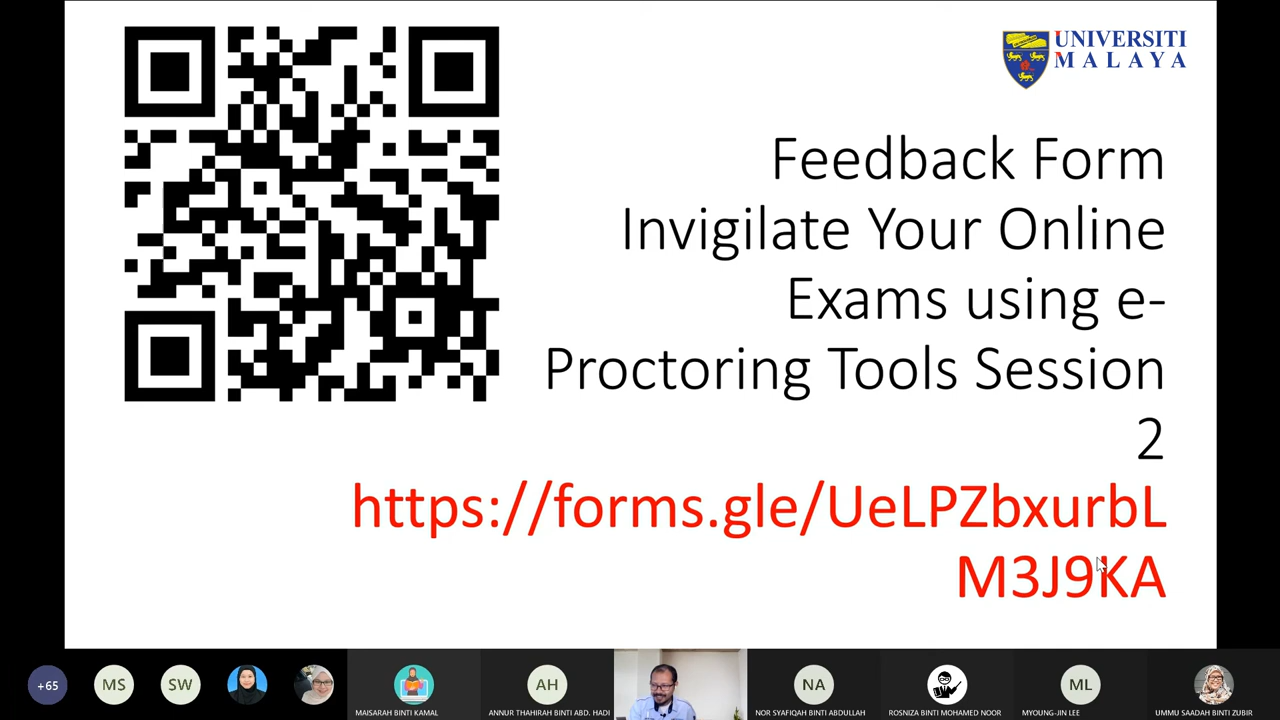 UNIVERSITI
MALAYA
Feedback Form
Invigilate Your Online
Exams using e-
Proctoring Tools Session
2
https://forms.gle/UeLPZbxurbL
M3J9KA
+65
MS
SW
MAISARAH BINTI KAMAL
AH
ANNUR THAHIRAH BINTI ABD. HADI
NA
NOR SYAFIQAH BINTI ABDULLAH
ROSNIZA BINTI MOHAMED NOOR
ML
MYOUNG-JIN LEE
UMMU SAADAH BINTI ZUBIR